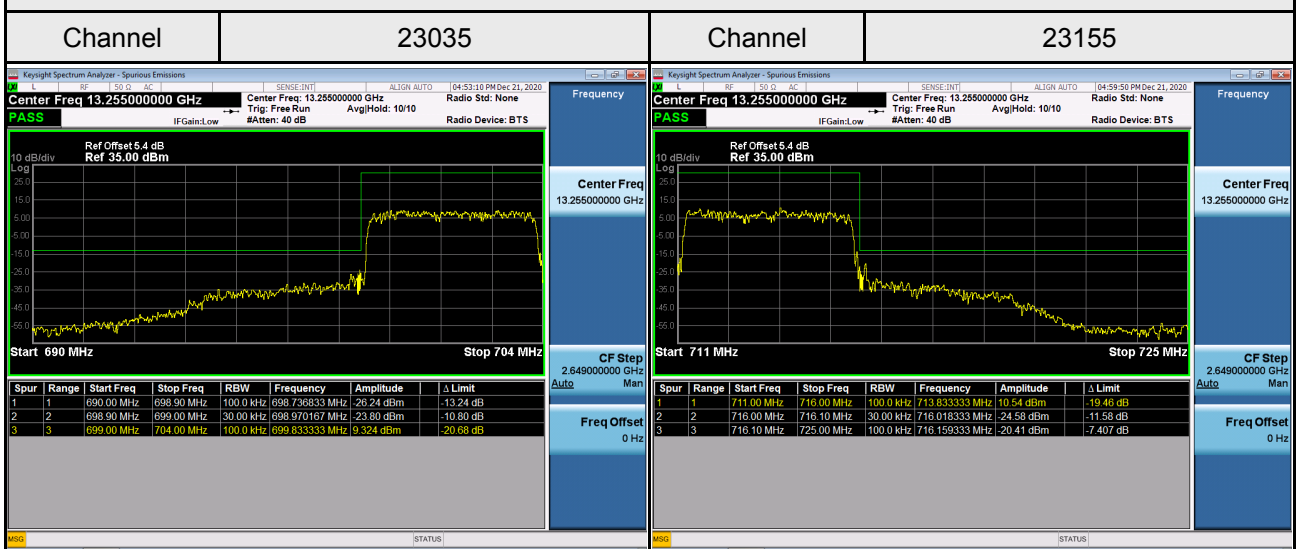 Channel 23035 Channel 23155
Keysight Spectrum Analyzer - Spurious Emissions
L RF 50 Ω AC SENSE:INT ALIGN AUTO 04:53:10 PM Dec 21, 2020
Center Freq 13.255000000 GHz Center Freq: 13.255000000 GHz Radio Std: None Frequency
Trig: Free Run Avg|Hold: 10/10
PASS IFGain:Low #Atten: 40 dB Radio Device: BTS
Ref Offset 5.4 dB
10 dB/div Ref 35.00 dBm
Log
25.0
15.0
5.00
-5.00
-15.0
-25.0
-35.0
-45.0
-55.0
Start 690 MHz Stop 704 MHz
Center Freq
13.255000000 GHz
CF Step
2.649000000 GHz
Auto Man
Freq Offset
0 Hz
Spur Range Start Freq Stop Freq RBW Frequency Amplitude Δ Limit
1 1 690.00 MHz 698.90 MHz 100.0 kHz 698.736833 MHz -26.24 dBm -13.24 dB
2 2 698.90 MHz 699.00 MHz 30.00 kHz 698.970167 MHz -23.80 dBm -10.80 dB
3 3 699.00 MHz 704.00 MHz 100.0 kHz 699.833333 MHz 9.324 dBm -20.68 dB
MSG STATUS
Keysight Spectrum Analyzer - Spurious Emissions
L RF 50 Ω AC SENSE:INT ALIGN AUTO 04:59:50 PM Dec 21, 2020
Center Freq 13.255000000 GHz Center Freq: 13.255000000 GHz Radio Std: None Frequency
Trig: Free Run Avg|Hold: 10/10
PASS IFGain:Low #Atten: 40 dB Radio Device: BTS
Ref Offset 5.4 dB
10 dB/div Ref 35.00 dBm
Log
25.0
15.0
5.00
-5.00
-15.0
-25.0
-35.0
-45.0
-55.0
Start 711 MHz Stop 725 MHz
Center Freq
13.255000000 GHz
CF Step
2.649000000 GHz
Auto Man
Freq Offset
0 Hz
Spur Range Start Freq Stop Freq RBW Frequency Amplitude Δ Limit
1 1 711.00 MHz 716.00 MHz 100.0 kHz 713.833333 MHz 10.54 dBm -19.46 dB
2 2 716.00 MHz 716.10 MHz 30.00 kHz 716.018333 MHz -24.58 dBm -11.58 dB
3 3 716.10 MHz 725.00 MHz 100.0 kHz 716.159333 MHz -20.41 dBm -7.407 dB
MSG STATUS